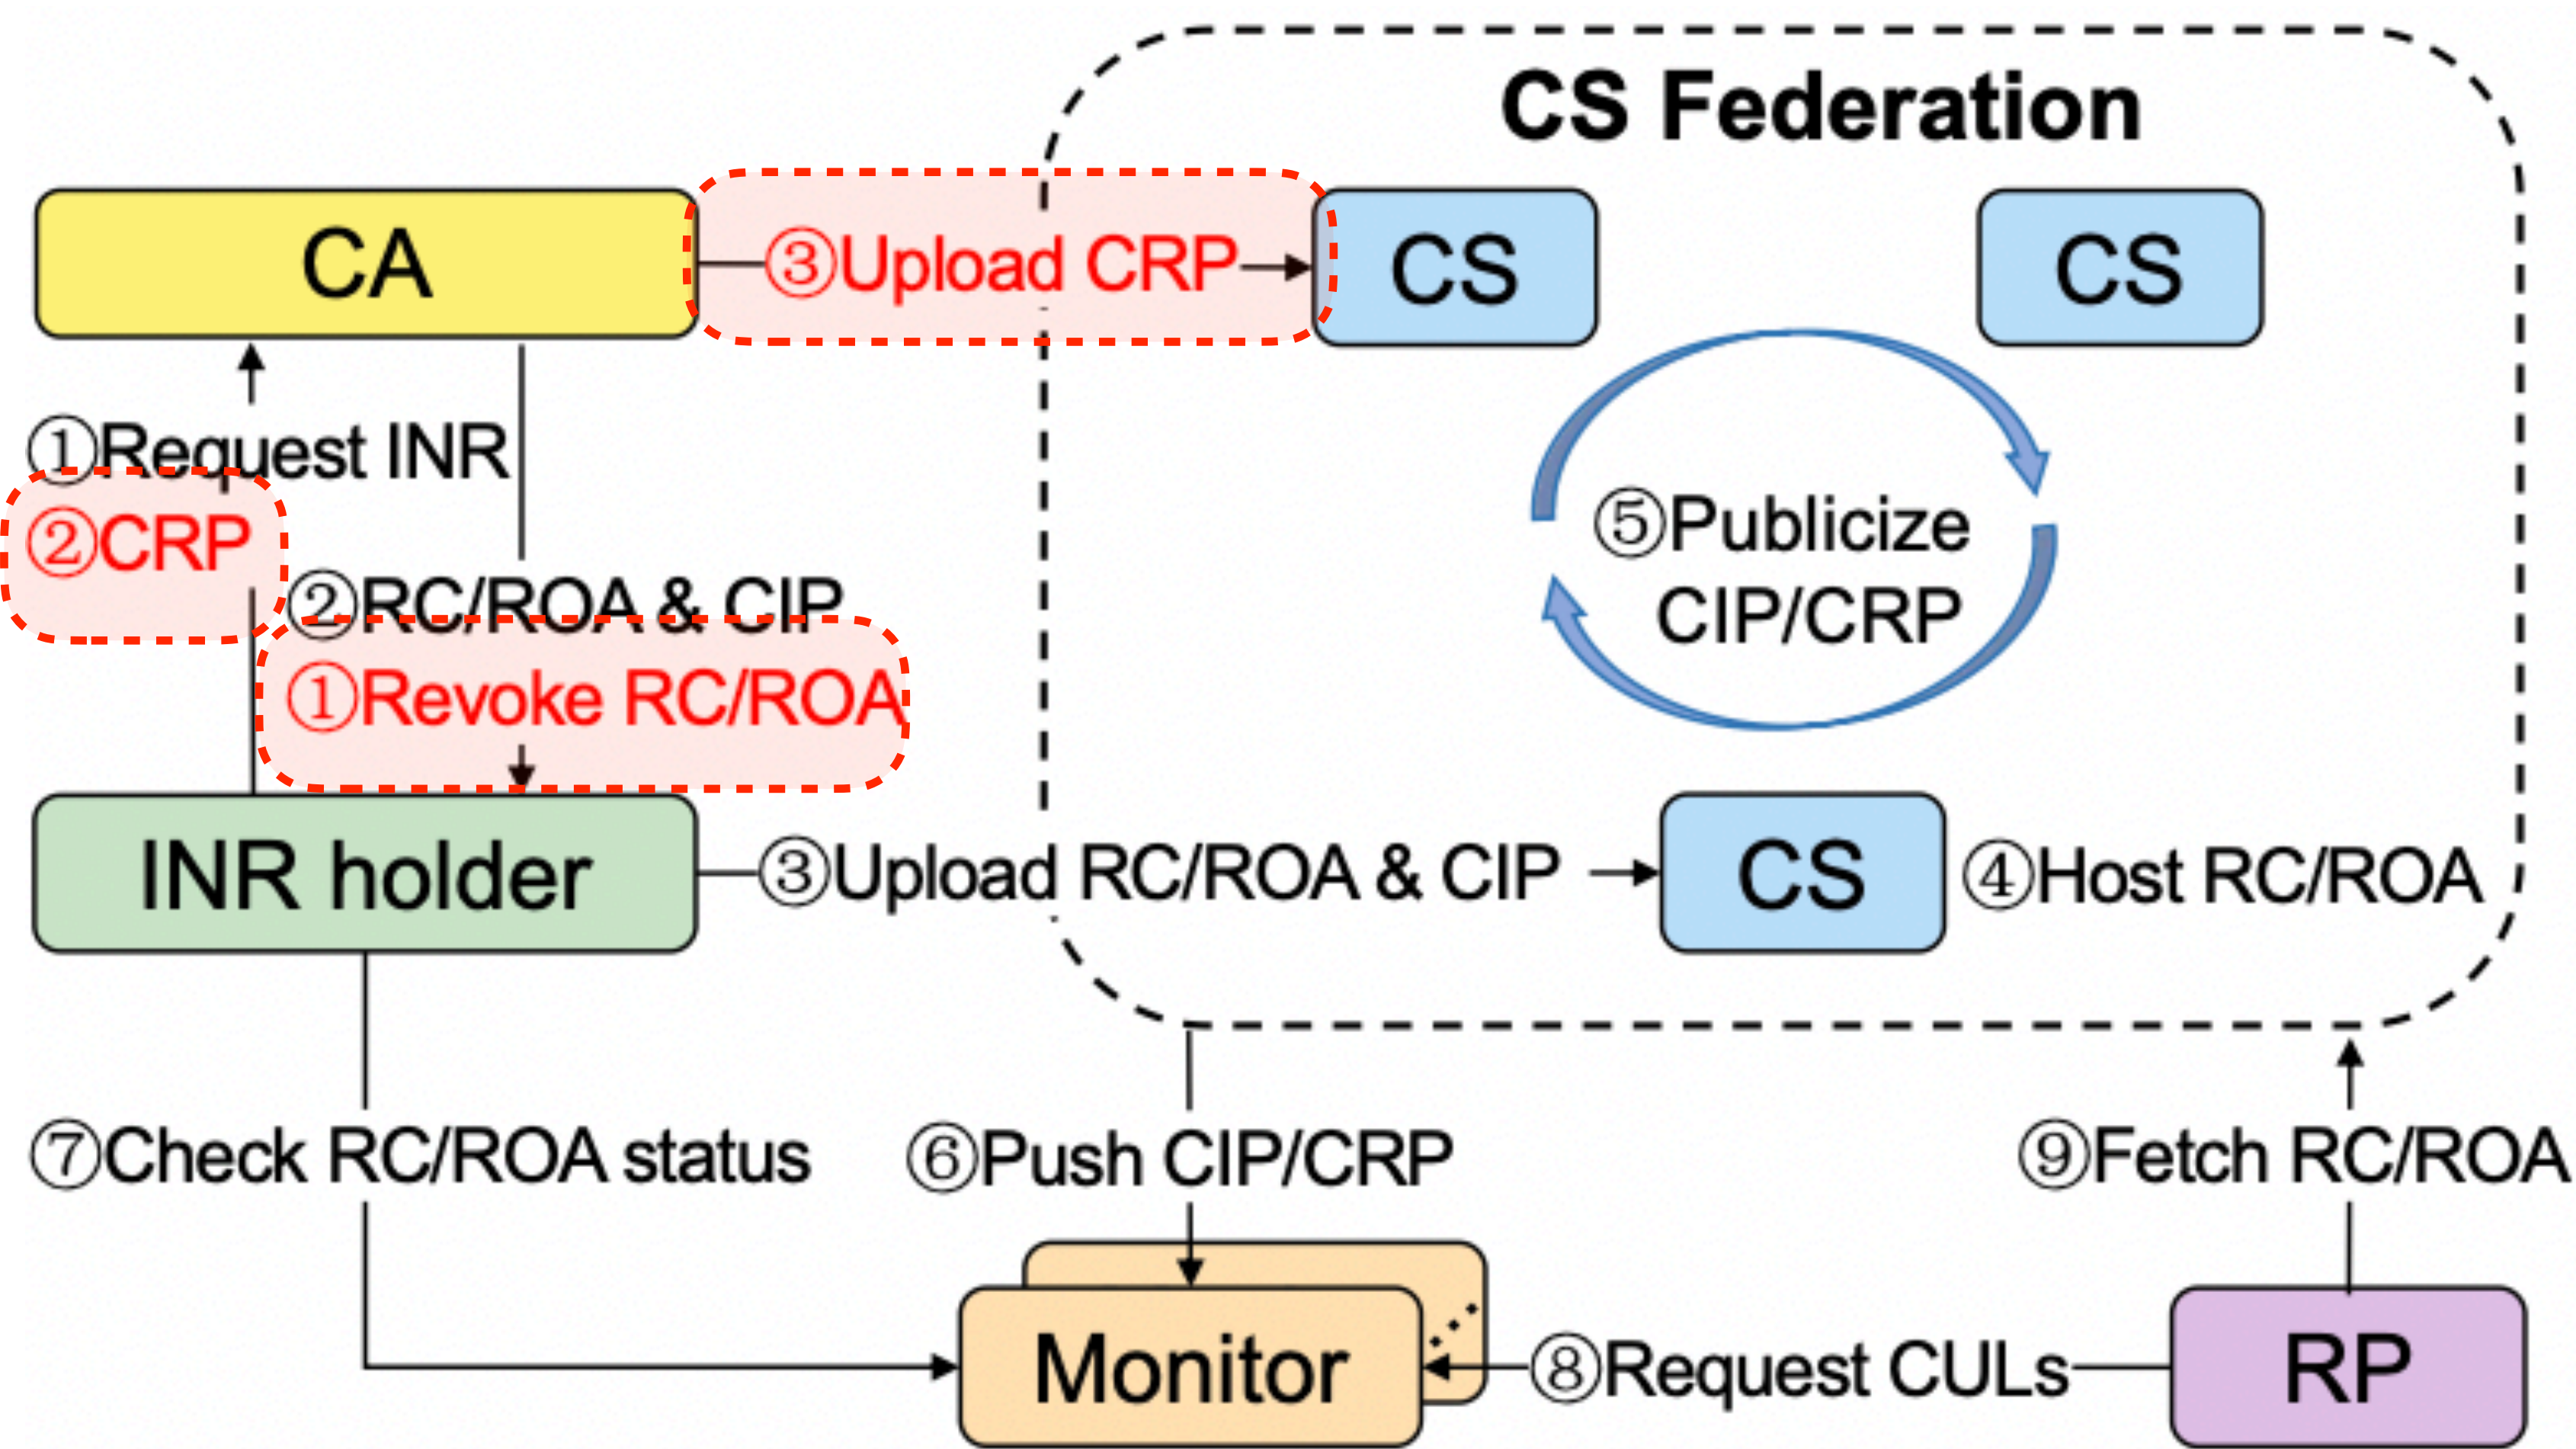 CS Federation
CA
③Upload CRP
CS
CS
①Request INR
②CRP
②RC/ROA & CIP
①Revoke RC/ROA
⑤Publicize
CIP/CRP
INR holder
③Upload RC/ROA & CIP
CS
④Host RC/ROA
⑦Check RC/ROA status
⑥Push CIP/CRP
⑨Fetch RC/ROA
Monitor
⑧Request CULs
RP